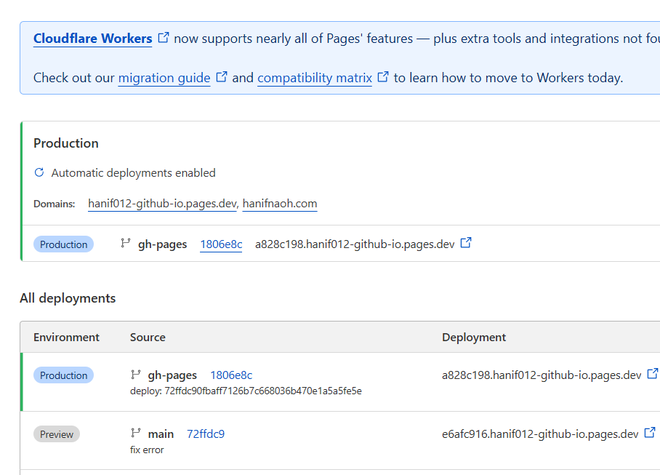 Cloudflare Workers now supports nearly all of Pages' features — plus extra tools and integrations not
Check out our migration guide and compatibility matrix to learn how to move to Workers today.
Production
Automatic deployments enabled
Domains: hanif012-github-io.pages.dev, hanifnaoh.com
Production gh-pages 1806e8c a828c198.hanif012-github-io.pages.dev
All deployments
Environment Source Deployment
Production gh-pages 1806e8c a828c198.hanif012-github-io.pages.dev
deploy: 72ffdc90fbaff7126b7c668036b470e1a5a5fe5e
Preview main 72ffdc9 e6afc916.hanif012-github-io.pages.dev
fix error